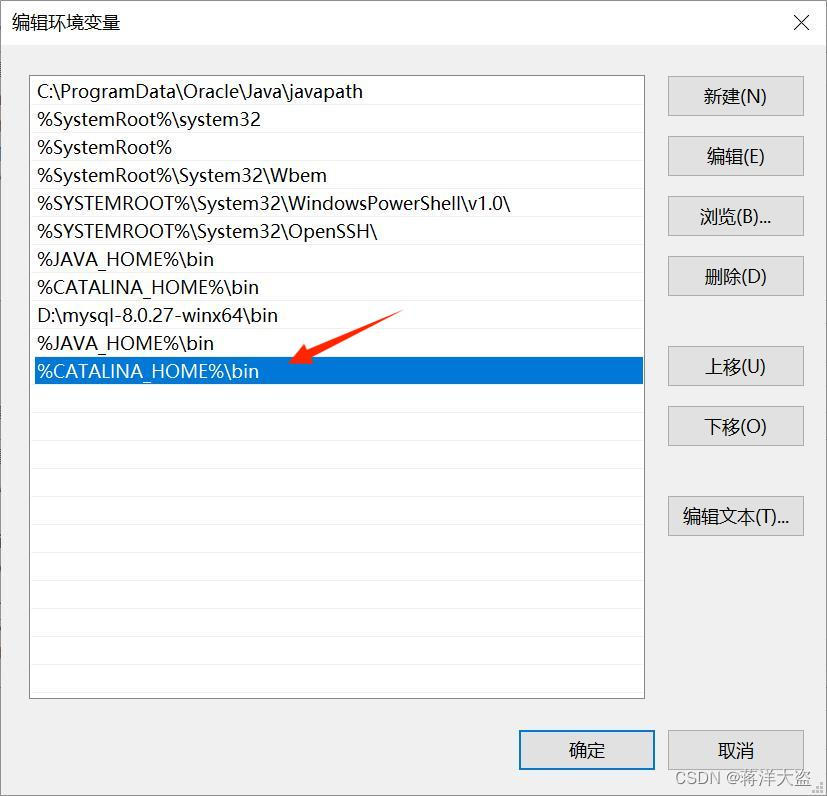 编辑环境变量
C:\ProgramData\Oracle\Java\javapath
%SystemRoot%\system32
%SystemRoot%
%SystemRoot%\System32\Wbem
%SYSTEMROOT%\System32\WindowsPowerShell\v1.0\
%SYSTEMROOT%\System32\OpenSSH\
%JAVA_HOME%\bin
%CATALINA_HOME%\bin
D:\mysql-8.0.27-winx64\bin
%JAVA_HOME%\bin
%CATALINA_HOME%\bin
新建(N)
编辑(E)
浏览(B)...
删除(D)
上移(U)
下移(O)
编辑文本(T)...
确定
取消
CSDN @蒋洋大盗